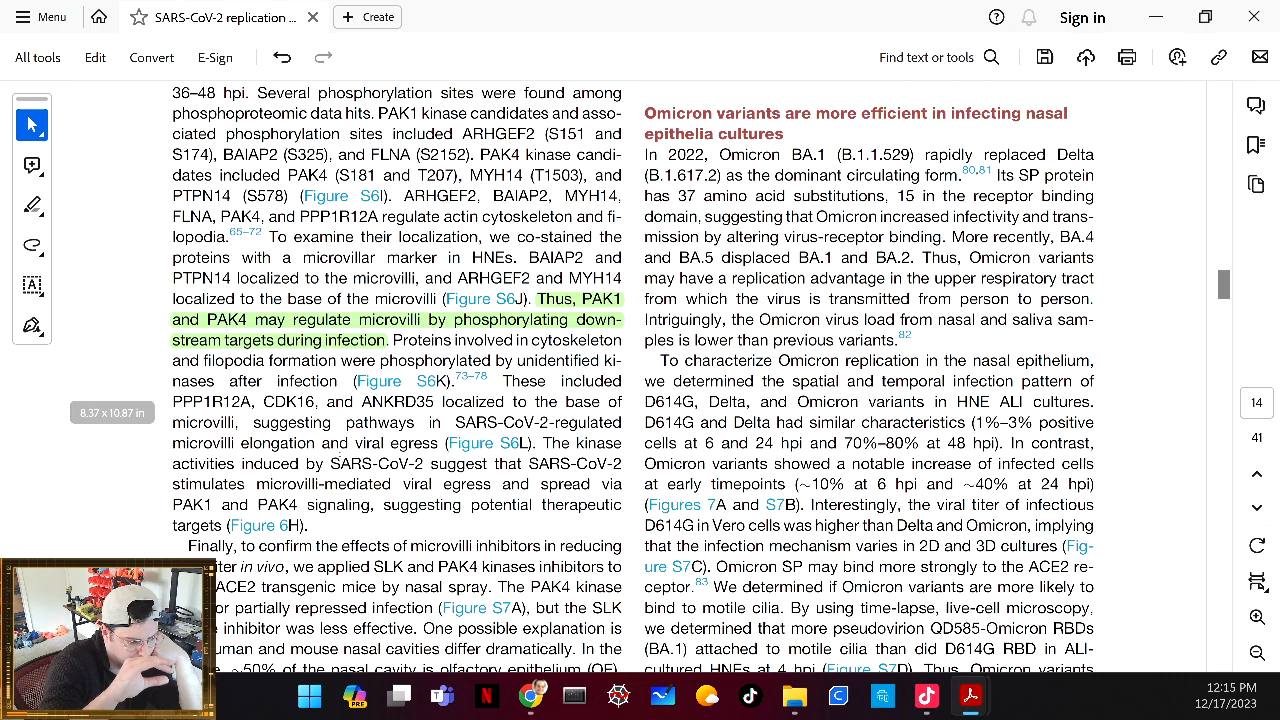 Menu
SARS-CoV-2 replication ...
Create
Sign in
All tools
Edit
Convert
E-Sign
Find text or tools
36–48 hpi. Several phosphorylation sites were found among
phosphoproteomic data hits. PAK1 kinase candidates and asso-
ciated phosphorylation sites included ARHGEF2 (S151 and
S174), BAIAP2 (S325), and FLNA (S2152). PAK4 kinase candi-
dates included PAK4 (S181 and T207), MYH14 (T1503), and
PTPN14 (S578) (Figure S6I). ARHGEF2, BAIAP2, MYH14,
FLNA, PAK4, and PPP1R12A regulate actin cytoskeleton and fi-
lopodia.65–72 To examine their localization, we co-stained the
proteins with a microvillar marker in HNEs. BAIAP2 and
PTPN14 localized to the microvilli, and ARHGEF2 and MYH14
localized to the base of the microvilli (Figure S6J). Thus, PAK1
and PAK4 may regulate microvilli by phosphorylating down-
stream targets during infection. Proteins involved in cytoskeleton
and filopodia formation were phosphorylated by unidentified ki-
nases after infection (Figure S6K).73–78 These included
PPP1R12A, CDK16, and ANKRD35 localized to the base of
microvilli, suggesting pathways in SARS-CoV-2-regulated
microvilli elongation and viral egress (Figure S6L). The kinase
activities induced by SARS-CoV-2 suggest that SARS-CoV-2
stimulates microvilli-mediated viral egress and spread via
PAK1 and PAK4 signaling, suggesting potential therapeutic
targets (Figure 6H).
Finally, to confirm the effects of microvilli inhibitors in reducing
in vivo, we applied SLK and PAK4 kinases inhibitors to
ACE2 transgenic mice by nasal spray. The PAK4 kinase
partially repressed infection (Figure S7A), but the SLK
inhibitor was less effective. One possible explanation is
mouse nasal cavities differ dramatically. In the
~50% of the nasal cavity is olfactory epithelium (OE),
Omicron variants are more efficient in infecting nasal
epithelia cultures
In 2022, Omicron BA.1 (B.1.1.529) rapidly replaced Delta
(B.1.617.2) as the dominant circulating form.80,81 Its SP protein
has 37 amino acid substitutions, 15 in the receptor binding
domain, suggesting that Omicron increased infectivity and trans-
mission by altering virus-receptor binding. More recently, BA.4
and BA.5 displaced BA.1 and BA.2. Thus, Omicron variants
may have a replication advantage in the upper respiratory tract
from which the virus is transmitted from person to person.
Intriguingly, the Omicron virus load from nasal and saliva sam-
ples is lower than previous variants.82
To characterize Omicron replication in the nasal epithelium,
we determined the spatial and temporal infection pattern of
D614G, Delta, and Omicron variants in HNE ALI cultures.
D614G and Delta had similar characteristics (1%–3% positive
cells at 6 and 24 hpi and 70%–80% at 48 hpi). In contrast,
Omicron variants showed a notable increase of infected cells
at early timepoints (~10% at 6 hpi and ~40% at 24 hpi)
(Figures 7A and S7B). Interestingly, the viral titer of infectious
D614G in Vero cells was higher than Delta and Omicron, implying
that the infection mechanism varies in 2D and 3D cultures (Fig-
ure S7C). Omicron SP may bind more strongly to the ACE2 re-
ceptor.83 We determined if Omicron variants are more likely to
bind to motile cilia. By using time-lapse, live-cell microscopy,
we determined that more pseudovirion QD585-Omicron RBDs
(BA.1) attached to motile cilia than did D614G RBD in ALI-
cultured HNEs at 4 hpi (Figure S7D). Thus, Omicron variants
8.37 x 10.87 in
14
41
PRE
12:15 PM
12/17/2023